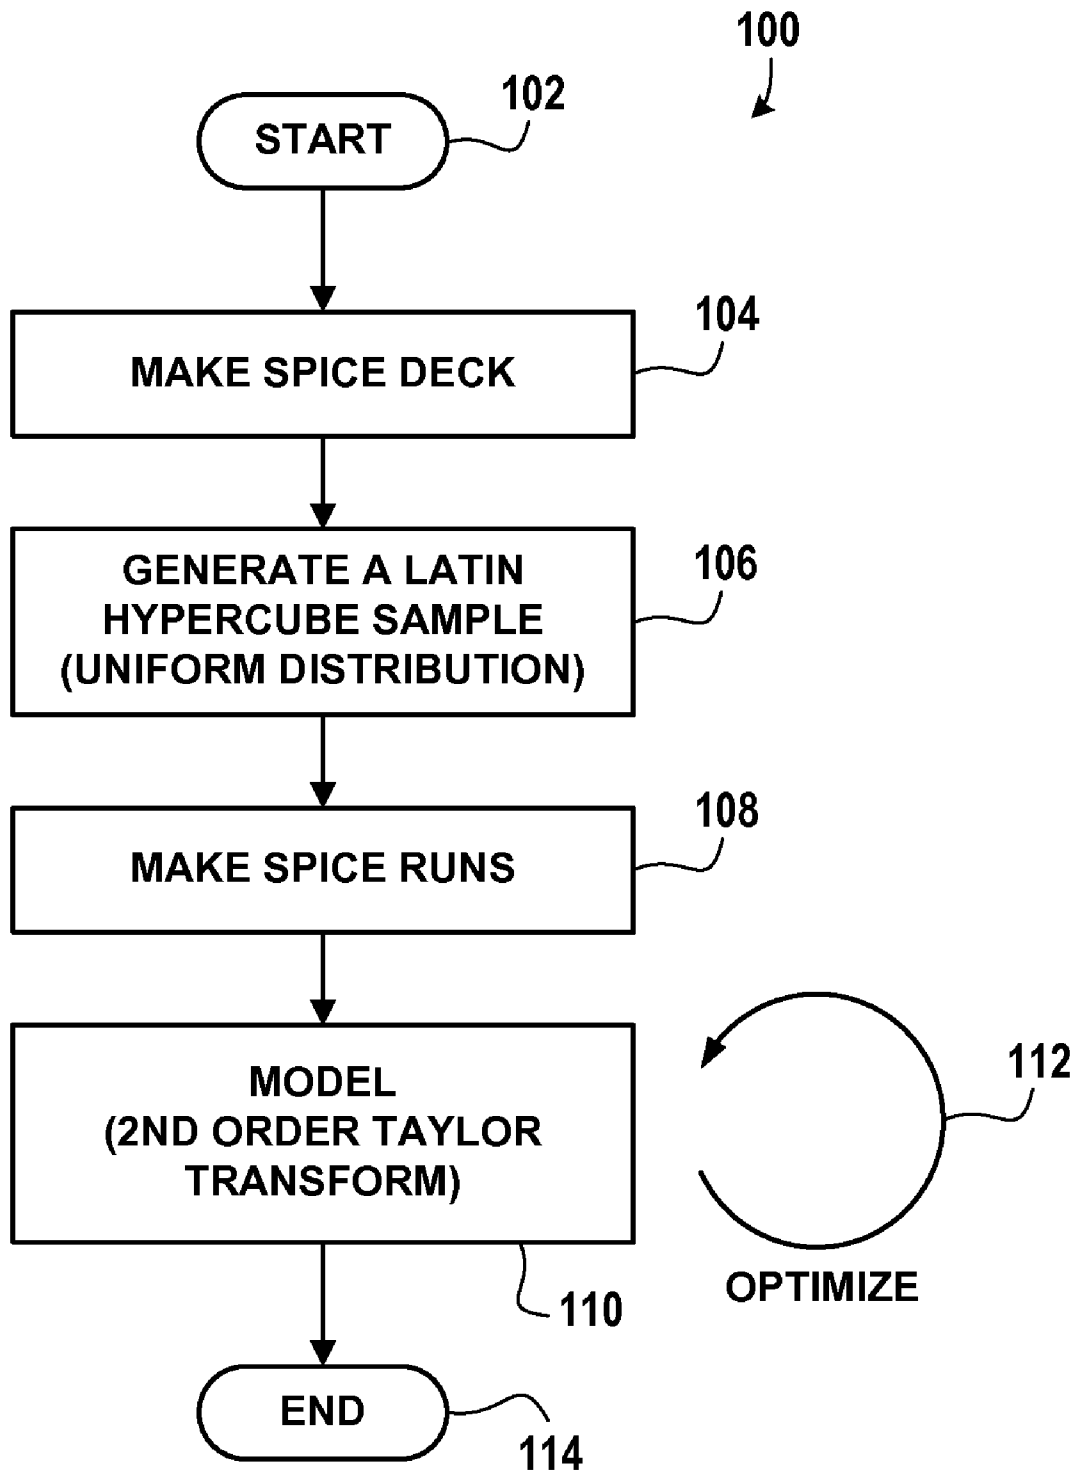 100
102
START
104
MAKE SPICE DECK
106
GENERATE A LATIN
HYPERCUBE SAMPLE
(UNIFORM DISTRIBUTION)
108
MAKE SPICE RUNS
112
MODEL
(2ND ORDER TAYLOR
TRANSFORM)
OPTIMIZE
110
END
114